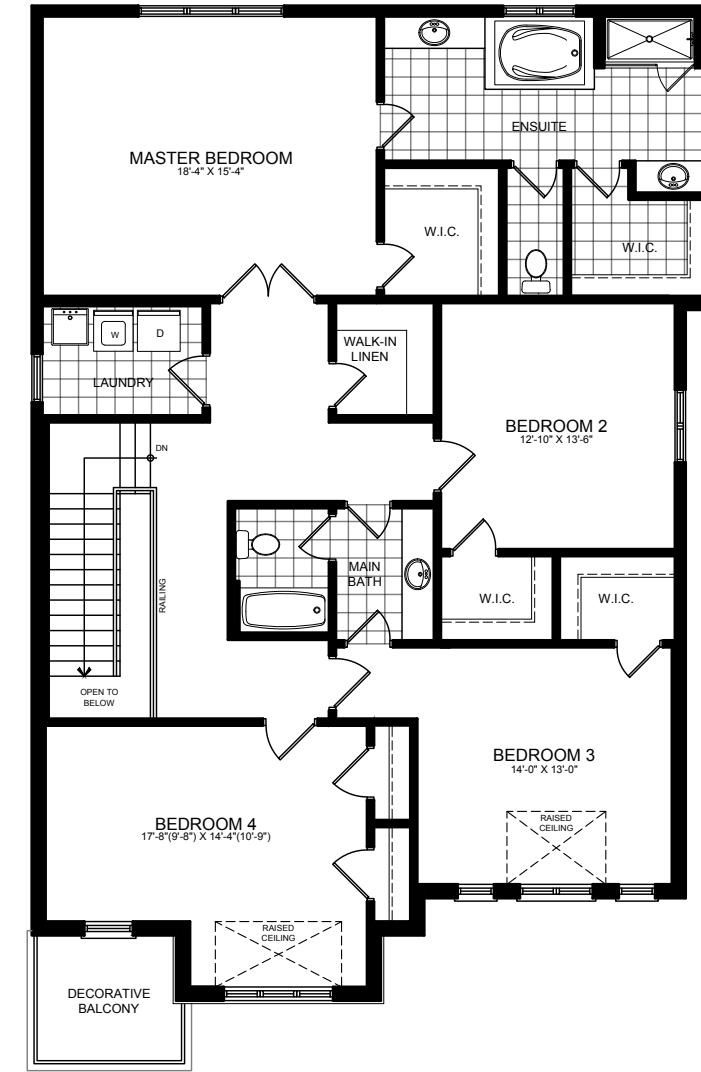 ENSUITE
MASTER BEDROOM
18'-4" X 15'-4"
W.I.C.
W.I.C.
W
D
WALK-IN
LINEN
LAUNDRY
BEDROOM 2
12'-10" X 13'-6"
DN
MAIN
BATH
RAILING
W.I.C.
W.I.C.
OPEN TO
BELOW
BEDROOM 3
14'-0" X 13'-0"
BEDROOM 4
17'-8"(9'-8") X 14'-4"(10'-9")
RAISED
CEILING
RAISED
CEILING
DECORATIVE
BALCONY